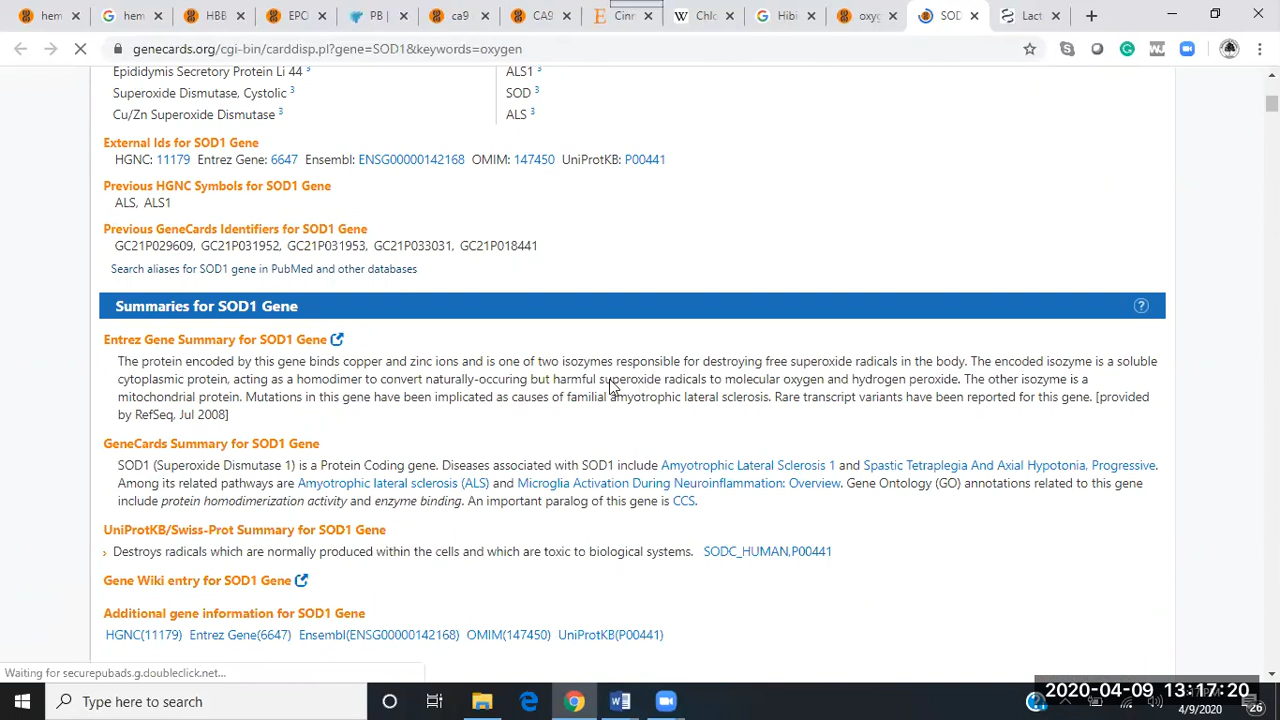 hem
hem
HBB
EPO
PB |
ca9
CA9
Cinr
Chlo
Hibi
oxyg
SOD
Lact
genecards.org/cgi-bin/carddisp.pl?gene=SOD1&keywords=oxygen
Epididymis Secretory Protein Li 44 3 ALS1 3
Superoxide Dismutase, Cystolic 3 SOD 3
Cu/Zn Superoxide Dismutase 3 ALS 3
External Ids for SOD1 Gene
HGNC: 11179 Entrez Gene: 6647 Ensembl: ENSG00000142168 OMIM: 147450 UniProtKB: P00441
Previous HGNC Symbols for SOD1 Gene
ALS, ALS1
Previous GeneCards Identifiers for SOD1 Gene
GC21P029609, GC21P031952, GC21P031953, GC21P033031, GC21P018441
Search aliases for SOD1 gene in PubMed and other databases
Summaries for SOD1 Gene ?
Entrez Gene Summary for SOD1 Gene
The protein encoded by this gene binds copper and zinc ions and is one of two isozymes responsible for destroying free superoxide radicals in the body. The encoded isozyme is a soluble
cytoplasmic protein, acting as a homodimer to convert naturally-occuring but harmful superoxide radicals to molecular oxygen and hydrogen peroxide. The other isozyme is a
mitochondrial protein. Mutations in this gene have been implicated as causes of familial amyotrophic lateral sclerosis. Rare transcript variants have been reported for this gene. [provided
by RefSeq, Jul 2008]
GeneCards Summary for SOD1 Gene
SOD1 (Superoxide Dismutase 1) is a Protein Coding gene. Diseases associated with SOD1 include Amyotrophic Lateral Sclerosis 1 and Spastic Tetraplegia And Axial Hypotonia, Progressive.
Among its related pathways are Amyotrophic lateral sclerosis (ALS) and Microglia Activation During Neuroinflammation: Overview. Gene Ontology (GO) annotations related to this gene
include protein homodimerization activity and enzyme binding. An important paralog of this gene is CCS.
UniProtKB/Swiss-Prot Summary for SOD1 Gene
Destroys radicals which are normally produced within the cells and which are toxic to biological systems. SODC_HUMAN,P00441
Gene Wiki entry for SOD1 Gene
Additional gene information for SOD1 Gene
HGNC(11179) Entrez Gene(6647) Ensembl(ENSG00000142168) OMIM(147450) UniProtKB(P00441)
Waiting for securepubads.g.doubleclick.net...
Type here to search
2020-04-09 13:17:20
4/9/2020
26